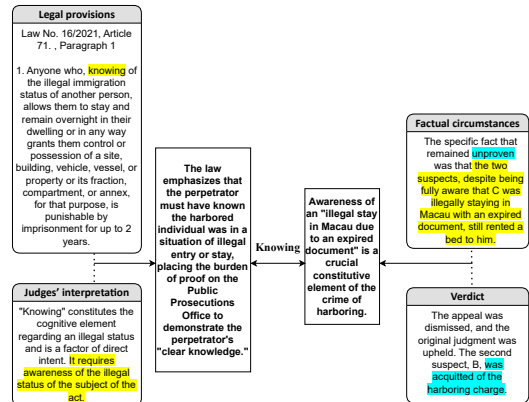 Legal provisions
Law No. 16/2021, Article
71. , Paragraph 1
1. Anyone who, knowing of
the illegal immigration
status of another person,
allows them to stay and
remain overnight in their
dwelling or in any way
grants them control or
possession of a site,
building, vehicle, vessel, or
property or its fraction,
compartment, or annex,
for that purpose, is
punishable by
imprisonment for up to 2
years.
Judges' interpretation
"Knowing" constitutes the
cognitive element
regarding an illegal status
and is a factor of direct
intent. It requires
awareness of the illegal
status of the subject of the
act.
The law
emphasizes that
the perpetrator
must have known
the harbored
individual was in a
situation of illegal
entry or stay,
placing the burden
of proof on the
Public
Prosecutions
Office to
demonstrate the
perpetrator's
"clear knowledge."
Knowing
Awareness of
an "illegal stay
in Macau due
to an expired
document" is a
crucial
constitutive
element of the
crime of
harboring.
Factual circumstances
The specific fact that
remained unproven
was that the two
suspects, despite being
fully aware that C was
illegally staying in
Macau with an expired
document, still rented a
bed to him.
Verdict
The appeal was
dismissed, and the
original judgment was
upheld. The second
suspect, B, was
acquitted of the
harboring charge.